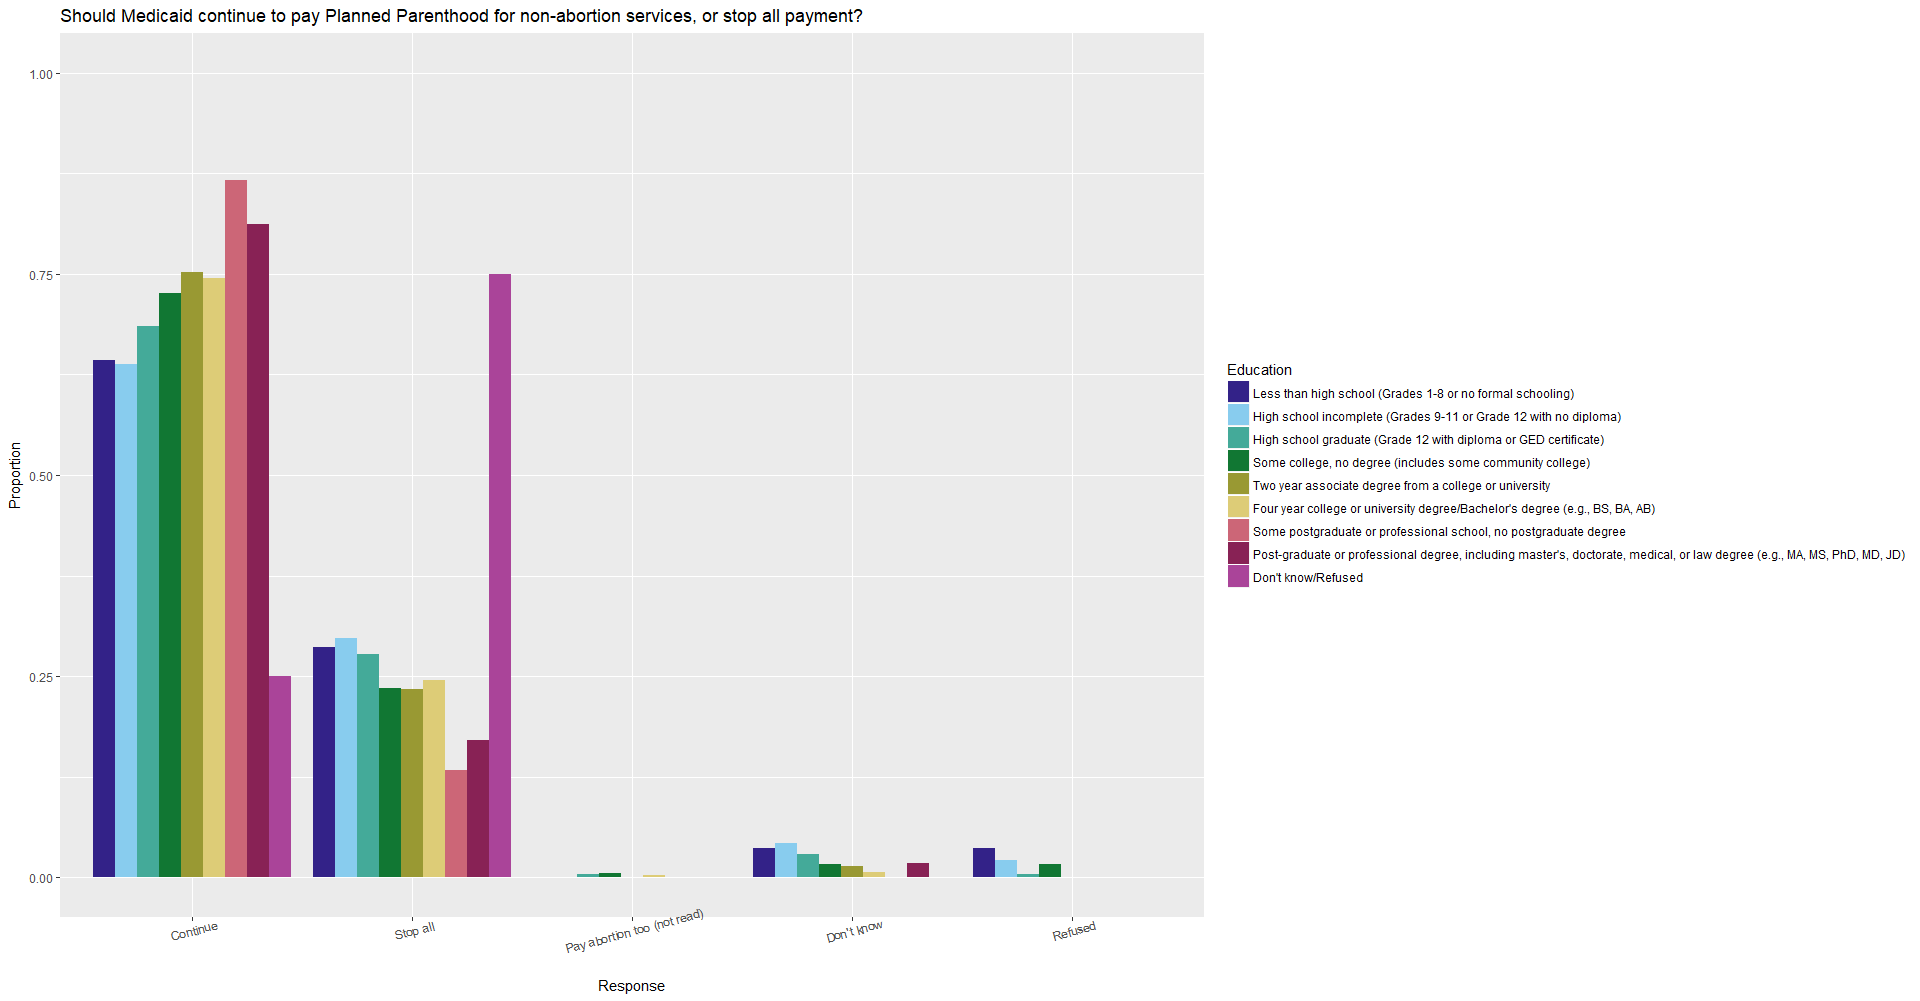 Should Medicaid continue to pay Planned Parenthood for non-abortion services, or stop all payment?
1.00
0.75
0.50
0.25
0.00
Proportion
Continue
Stop all
Pay abortion too (not read)
Don't know
Refused
Response
Education
Less than high school (Grades 1-8 or no formal schooling)
High school incomplete (Grades 9-11 or Grade 12 with no diploma)
High school graduate (Grade 12 with diploma or GED certificate)
Some college, no degree (includes some community college)
Two year associate degree from a college or university
Four year college or university degree/Bachelor's degree (e.g., BS, BA, AB)
Some postgraduate or professional school, no postgraduate degree
Post-graduate or professional degree, including master's, doctorate, medical, or law degree (e.g., MA, MS, PhD, MD, JD)
Don't know/Refused